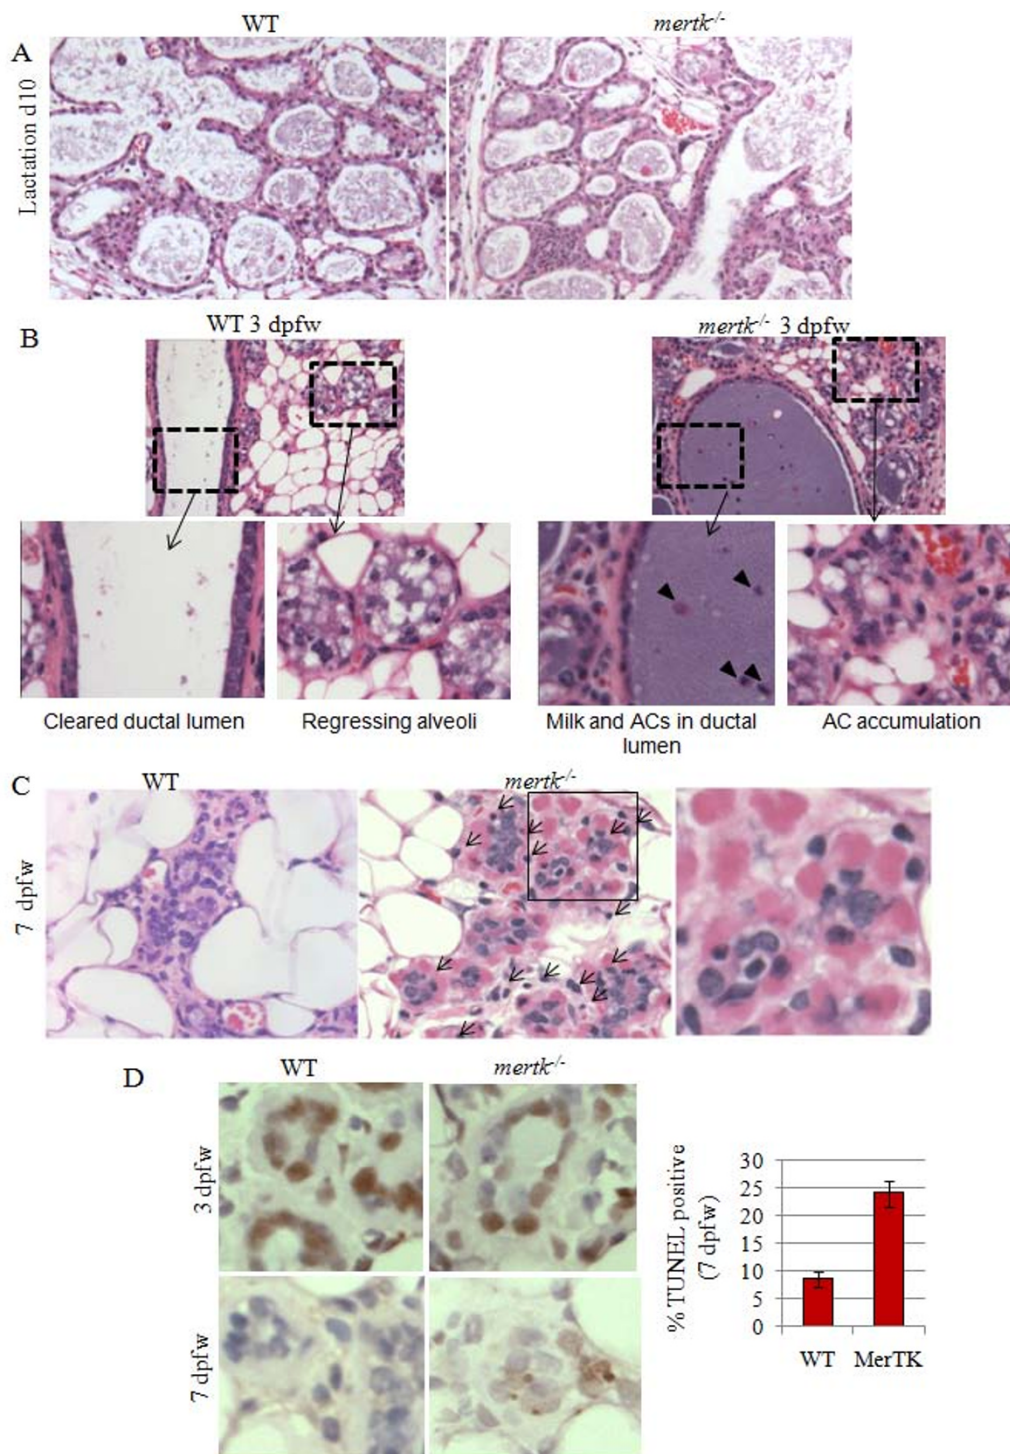 WT
mertk-/-
A
Lactation d10
B
WT 3 dpfw
mertk-/- 3 dpfw
Cleared ductal lumen
Regressing alveoli
Milk and ACs in ductal
lumen
AC accumulation
C
WT
mertk-/-
7 dpfw
D
WT
mertk-/-
3 dpfw
7 dpfw
% TUNEL positive
(7 dpfw)
30
25
20
15
10
5
0
WT
MerTK